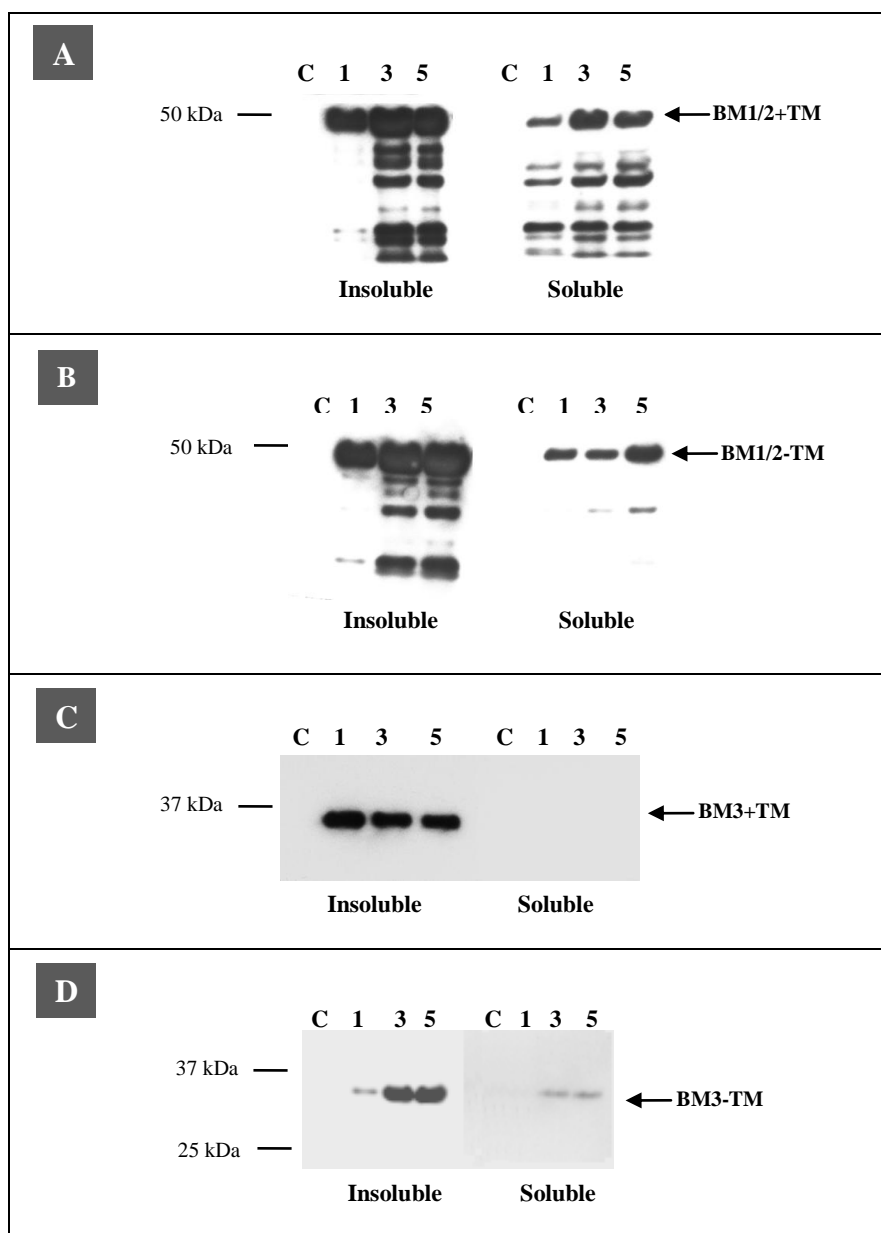 A
C 1 3 5 C 1 3 5
50 kDa BM1/2+TM
Insoluble Soluble
B
C 1 3 5 C 1 3 5
50 kDa BM1/2-TM
Insoluble Soluble
C
C 1 3 5 C 1 3 5
37 kDa BM3+TM
Insoluble Soluble
D
C 1 3 5 C 1 3 5
37 kDa
BM3-TM
25 kDa
Insoluble Soluble